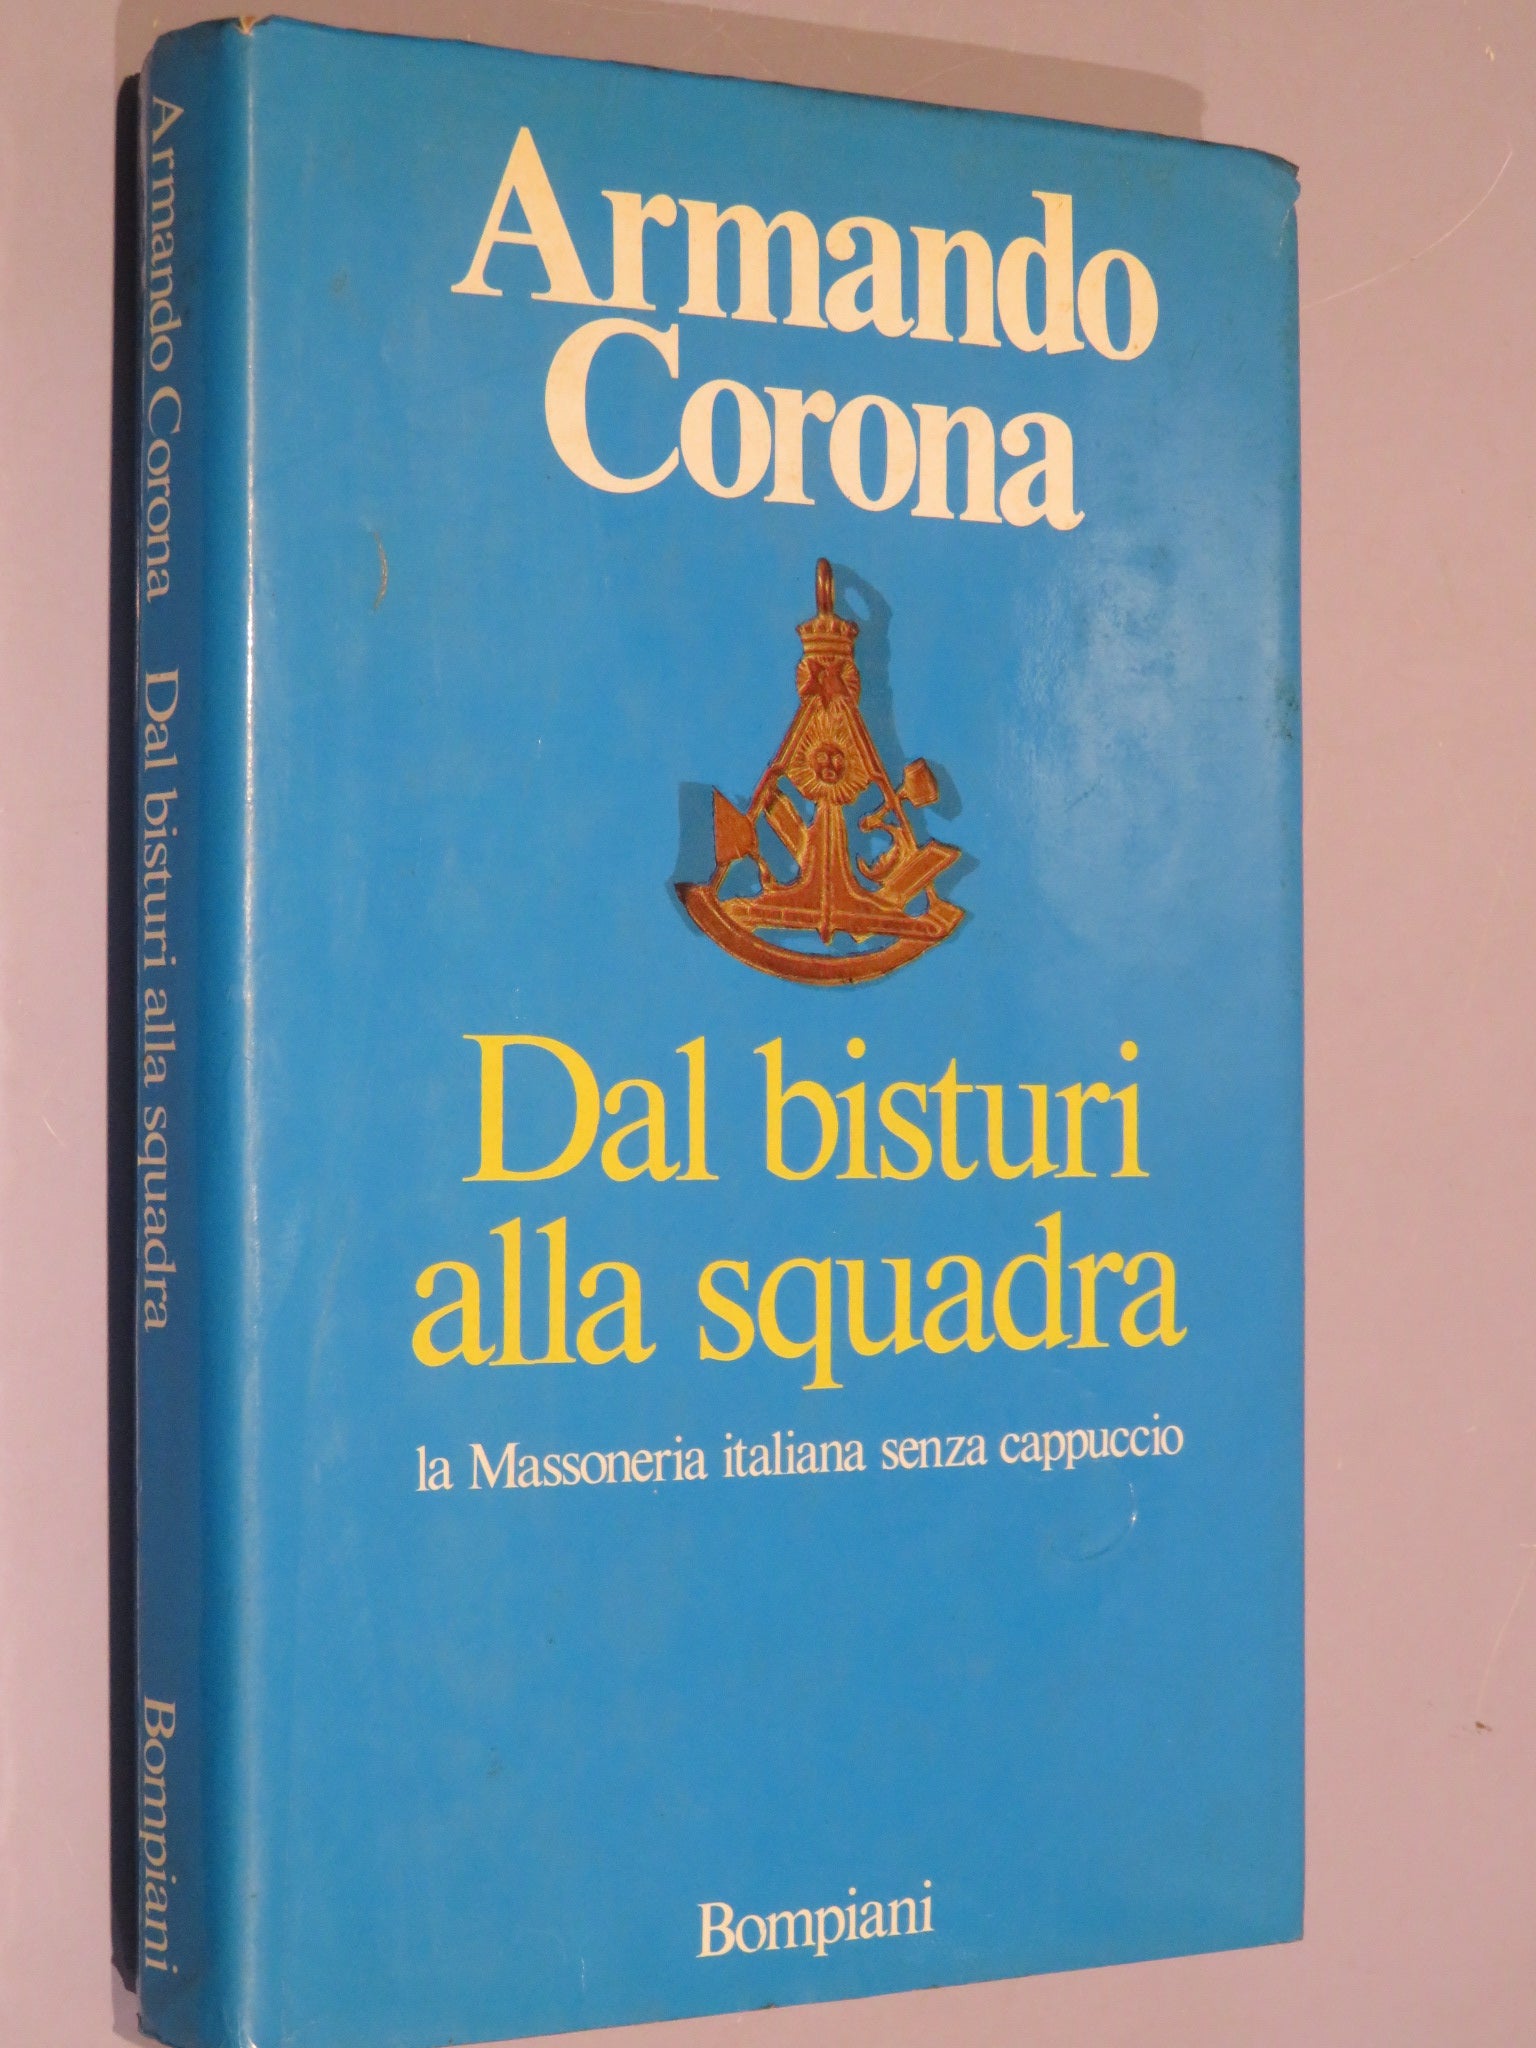 Armando
Corona
Dal bisturi
alla squadra
la Massoneria italiana senza cappuccio
Bompiani
Armando Corona Dal bisturi alla squadra Bompiani